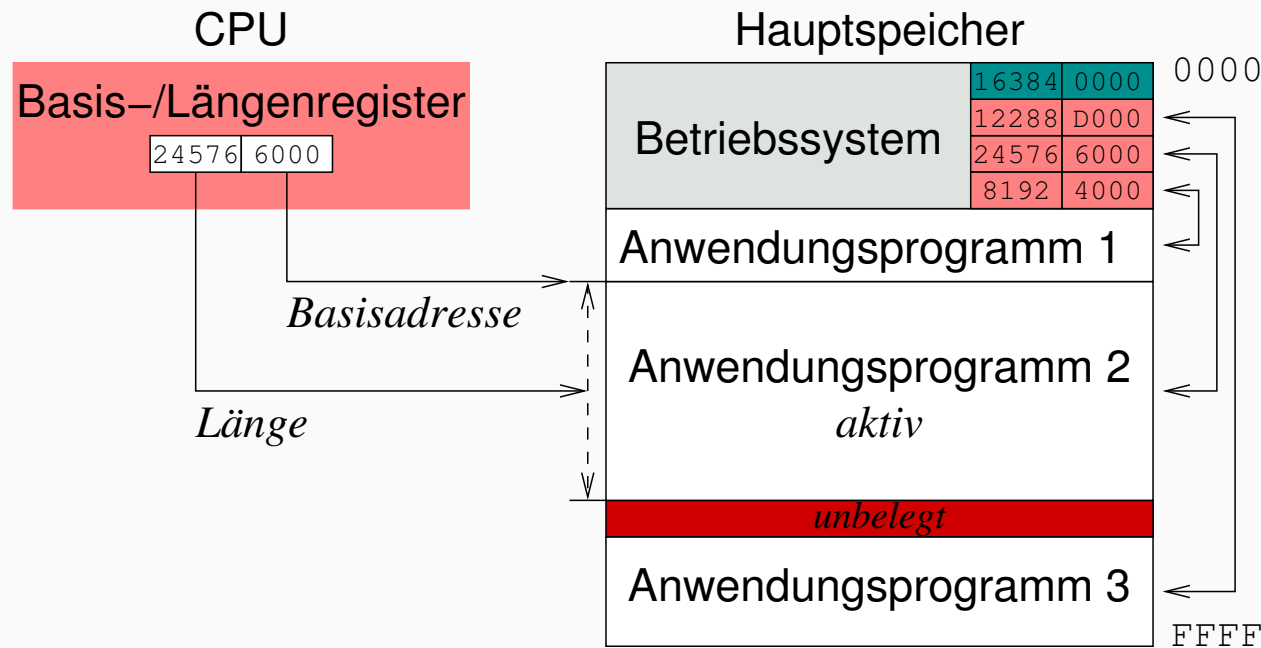 CPU
Hauptspeicher
Basis–/Längenregister
24576 6000
Basisadresse
Länge
Betriebssystem
16384 0000
12288 D000
24576 6000
8192 4000
0000
Anwendungsprogramm 1
Anwendungsprogramm 2
aktiv
unbelegt
Anwendungsprogramm 3
FFFF